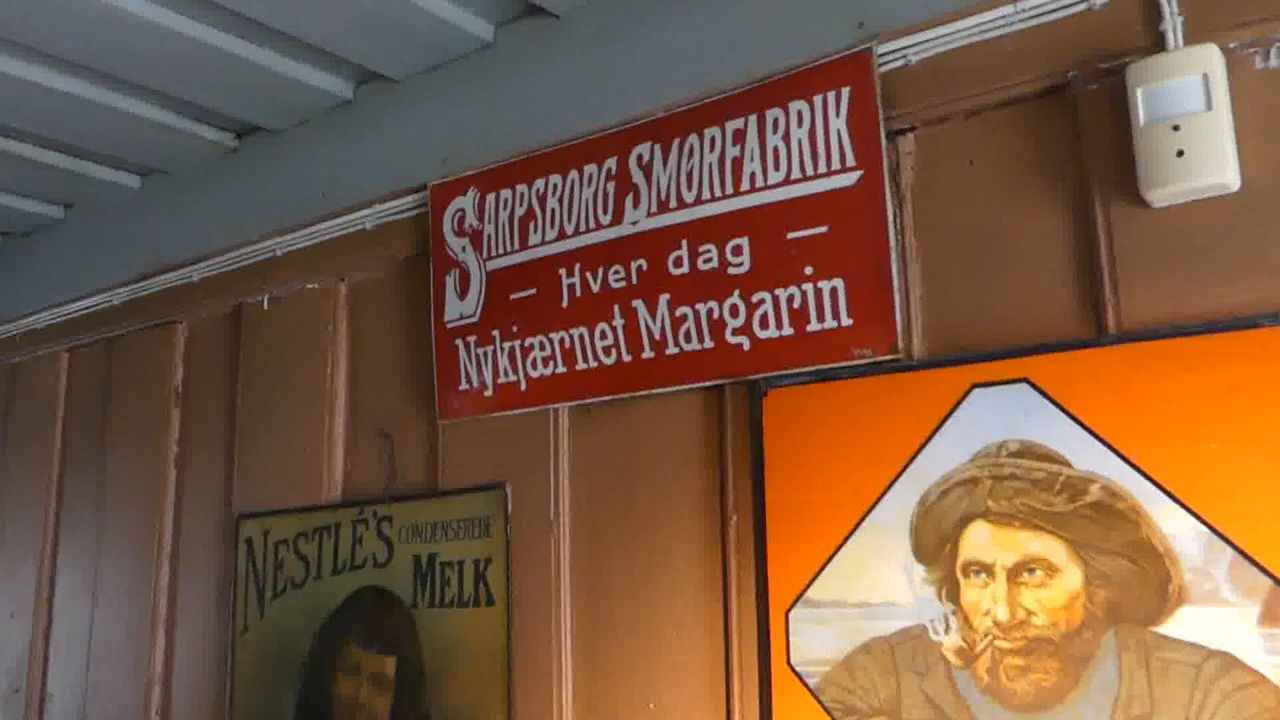 SARPSBORG SMØRFABRIK
— Hver dag —
Nykjærnet Margarin
NESTLÉ'S CONDENSEREDE
MELK